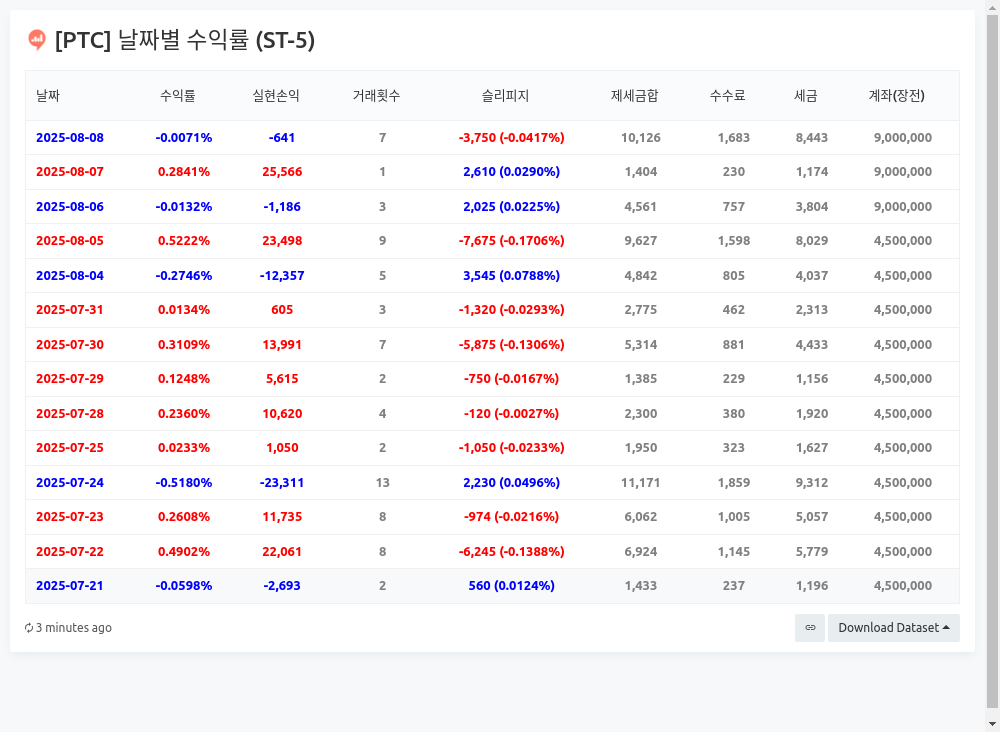 [PTC] 날짜별 수익률 (ST-5)
날짜 수익률 실현손익 거래횟수 슬리피지 제세금합 수수료 세금 계좌(장전)
2025-08-08 -0.0071% -641 7 -3,750 (-0.0417%) 10,126 1,683 8,443 9,000,000
2025-08-07 0.2841% 25,566 1 2,610 (0.0290%) 1,404 230 1,174 9,000,000
2025-08-06 -0.0132% -1,186 3 2,025 (0.0225%) 4,561 757 3,804 9,000,000
2025-08-05 0.5222% 23,498 9 -7,675 (-0.1706%) 9,627 1,598 8,029 4,500,000
2025-08-04 -0.2746% -12,357 5 3,545 (0.0788%) 4,842 805 4,037 4,500,000
2025-07-31 0.0134% 605 3 -1,320 (-0.0293%) 2,775 462 2,313 4,500,000
2025-07-30 0.3109% 13,991 7 -5,875 (-0.1306%) 5,314 881 4,433 4,500,000
2025-07-29 0.1248% 5,615 2 -750 (-0.0167%) 1,385 229 1,156 4,500,000
2025-07-28 0.2360% 10,620 4 -120 (-0.0027%) 2,300 380 1,920 4,500,000
2025-07-25 0.0233% 1,050 2 -1,050 (-0.0233%) 1,950 323 1,627 4,500,000
2025-07-24 -0.5180% -23,311 13 2,230 (0.0496%) 11,171 1,859 9,312 4,500,000
2025-07-23 0.2608% 11,735 8 -974 (-0.0216%) 6,062 1,005 5,057 4,500,000
2025-07-22 0.4902% 22,061 8 -6,245 (-0.1388%) 6,924 1,145 5,779 4,500,000
2025-07-21 -0.0598% -2,693 2 560 (0.0124%) 1,433 237 1,196 4,500,000
3 minutes ago Download Dataset